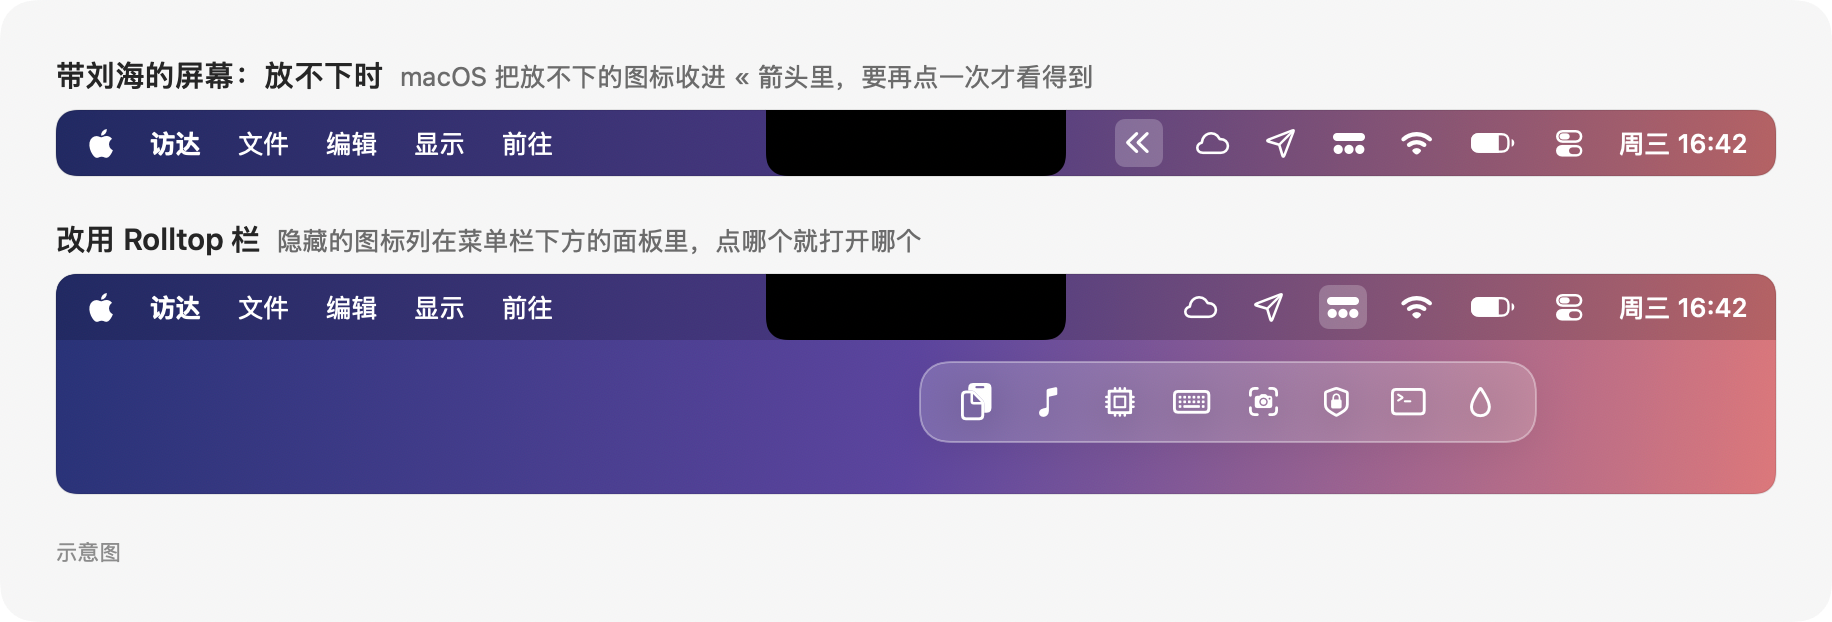 带刘海的屏幕：放不下时 macOS 把放不下的图标收进 « 箭头里，要再点一次才看得到
访达 文件 编辑 显示 前往 周三 16:42
改用 Rolltop 栏 隐藏的图标列在菜单栏下方的面板里，点哪个就打开哪个
访达 文件 编辑 显示 前往 周三 16:42
示意图